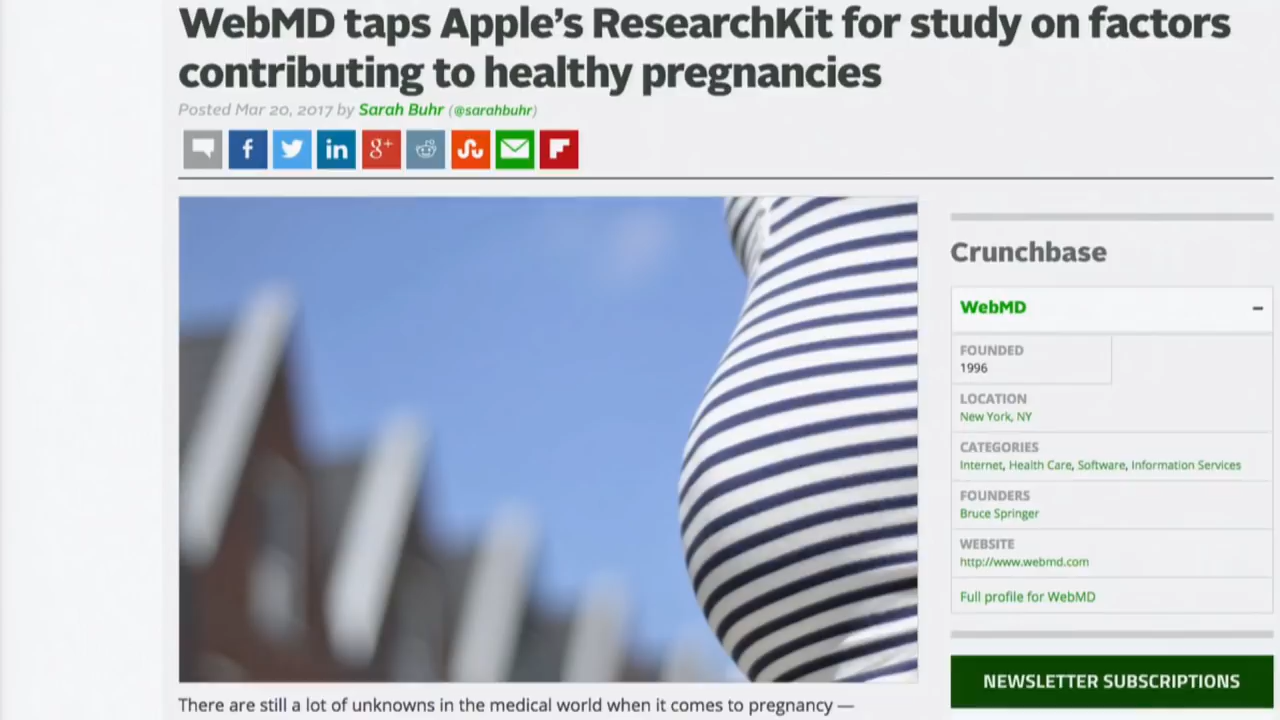 WebMD taps Apple's ResearchKit for study on factors
contributing to healthy pregnancies
Posted Mar 20, 2017 by Sarah Buhr (@sarahbuhr)
f
in
g+
Crunchbase
WebMD
–
FOUNDED
1996
LOCATION
New York, NY
CATEGORIES
Internet, Health Care, Software, Information Services
FOUNDERS
Bruce Springer
WEBSITE
http://www.webmd.com
Full profile for WebMD
NEWSLETTER SUBSCRIPTIONS
There are still a lot of unknowns in the medical world when it comes to pregnancy —